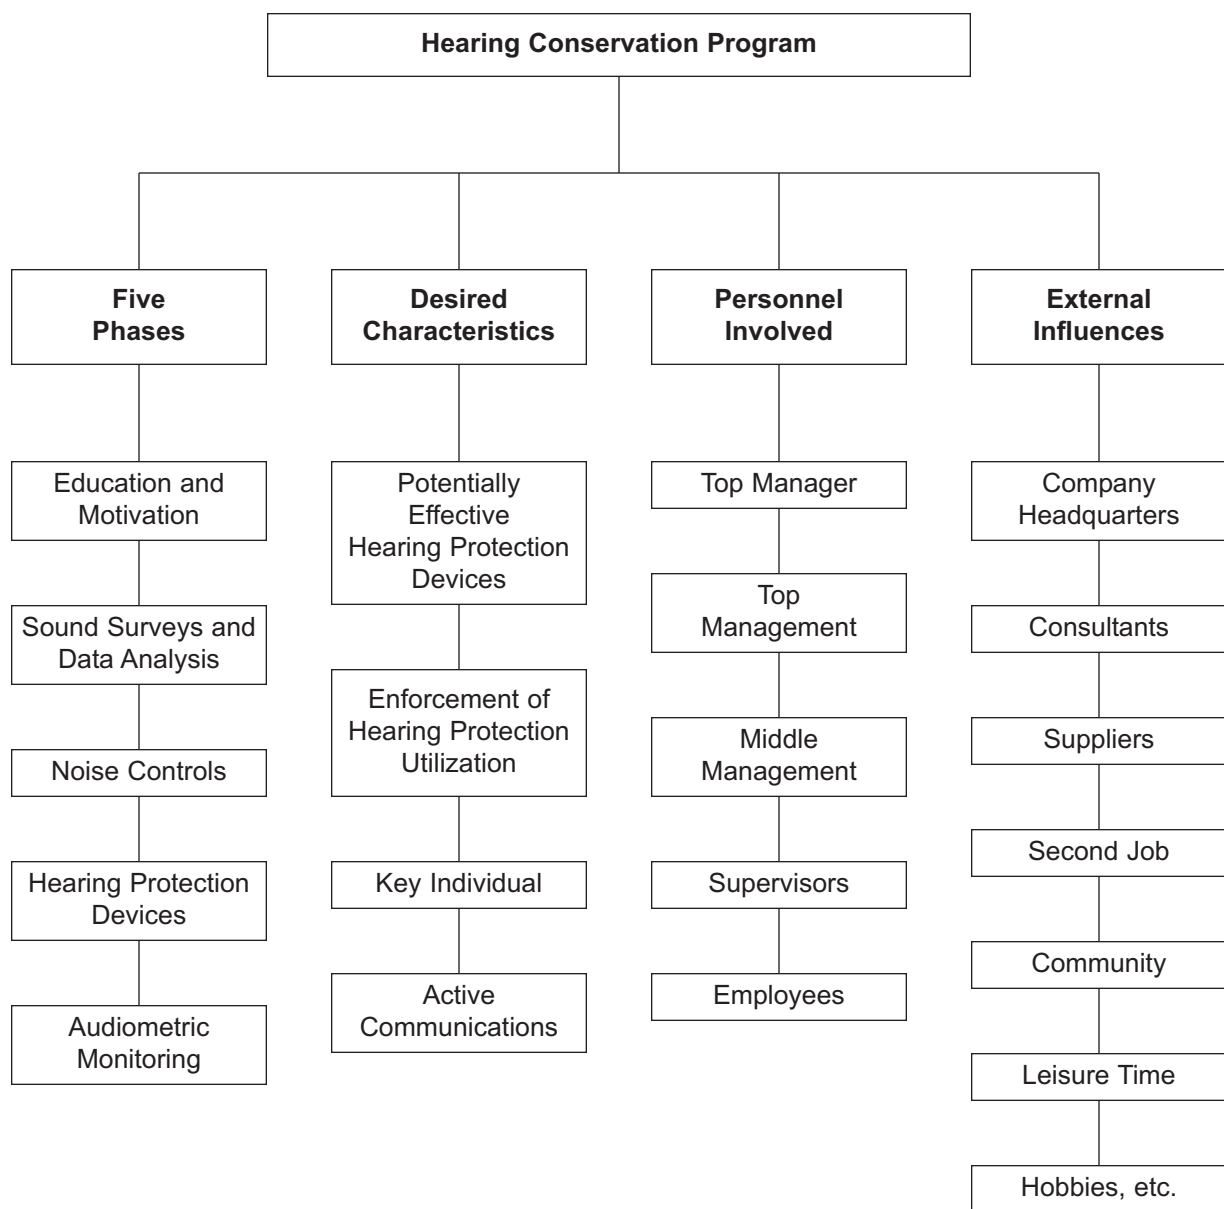 Hearing Conservation Program
Five
Phases
Education and
Motivation
Sound Surveys and
Data Analysis
Noise Controls
Hearing Protection
Devices
Audiometric
Monitoring
Desired
Characteristics
Potentially
Effective
Hearing Protection
Devices
Enforcement of
Hearing Protection
Utilization
Key Individual
Active
Communications
Personnel
Involved
Top Manager
Top
Management
Middle
Management
Supervisors
Employees
External
Influences
Company
Headquarters
Consultants
Suppliers
Second Job
Community
Leisure Time
Hobbies, etc.